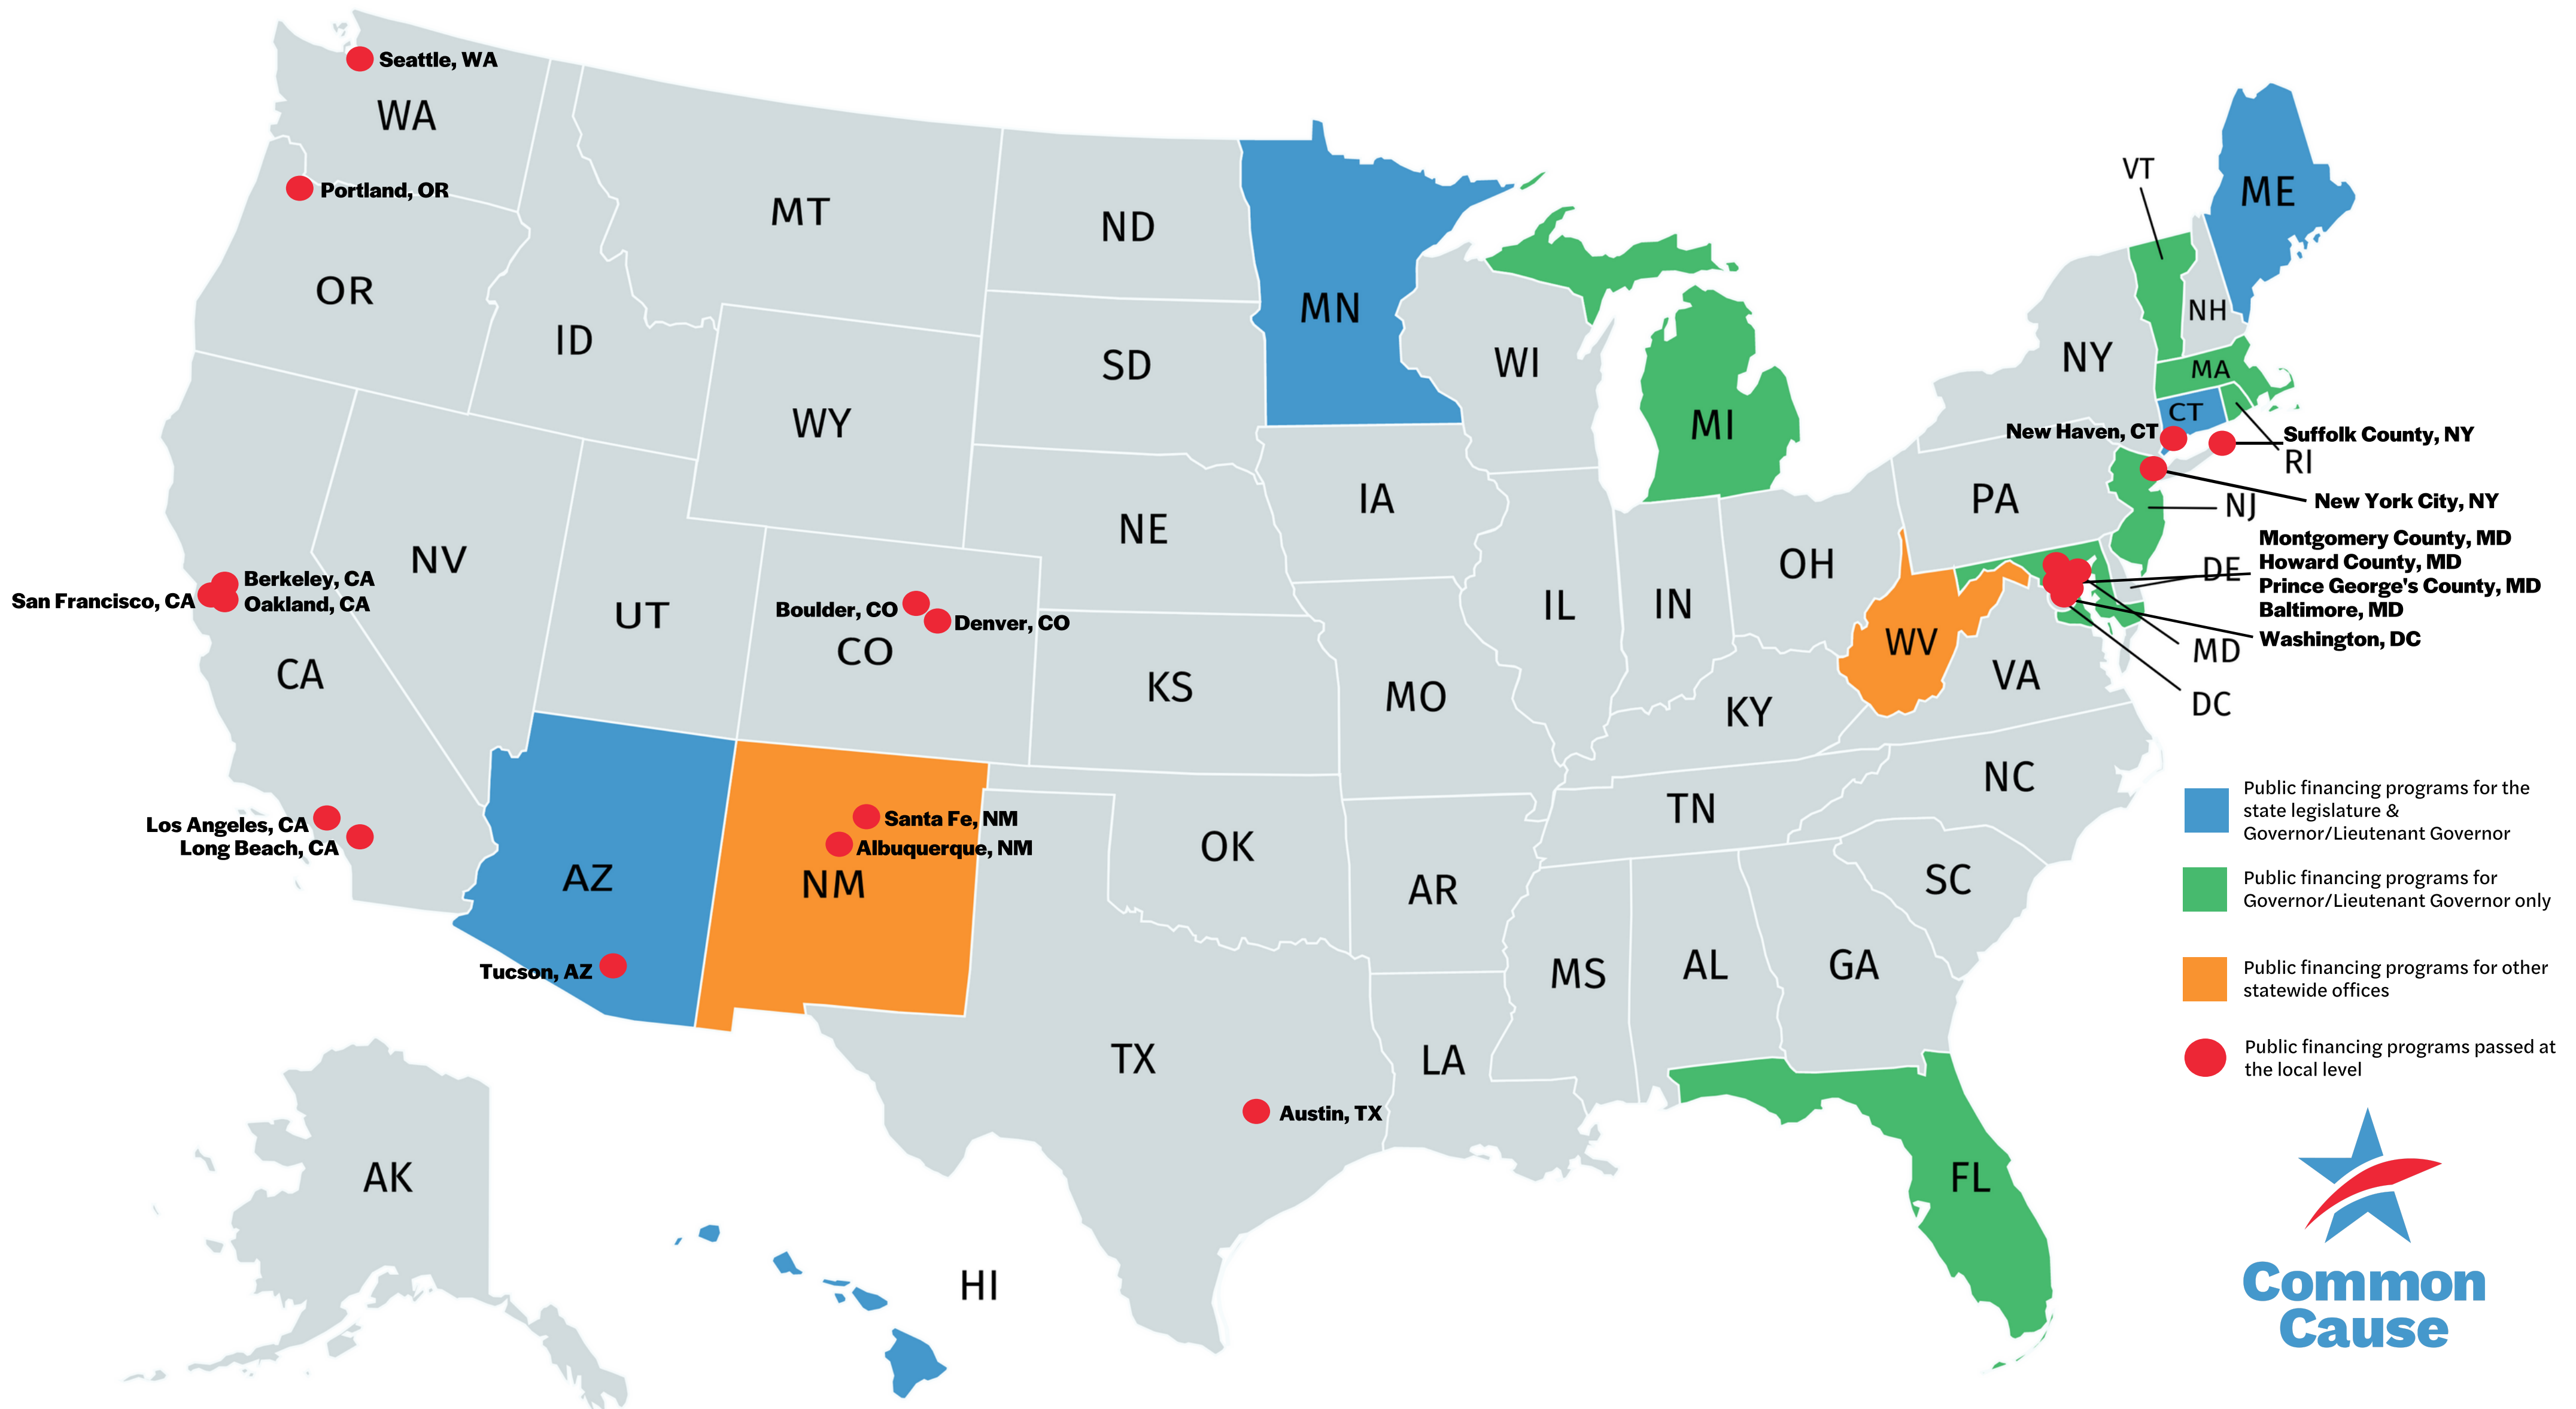 Seattle, WA
WA
Portland, OR
OR
MT
ND
MN
VT
ME
NH
ID
SD
WI
MI
NY
MA
CT
WY
New Haven, CT
Suffolk County, NY
RI
IA
PA
NJ
New York City, NY
NE
NV
OH
Montgomery County, MD
Howard County, MD
DE
Prince George's County, MD
Baltimore, MD
Berkeley, CA
San Francisco, CA
Oakland, CA
UT
Boulder, CO
Denver, CO
CO
IL
IN
WV
Washington, DC
MD
CA
KS
MO
KY
VA
DC
NC
TN
Public financing programs for the
state legislature &
Governor/Lieutenant Governor
Los Angeles, CA
Long Beach, CA
Santa Fe, NM
Albuquerque, NM
AZ
NM
OK
AR
SC
Public financing programs for
Governor/Lieutenant Governor only
Tucson, AZ
MS
AL
GA
Public financing programs for other
statewide offices
TX
LA
Austin, TX
Public financing programs passed at
the local level
AK
HI
FL
Common
Cause